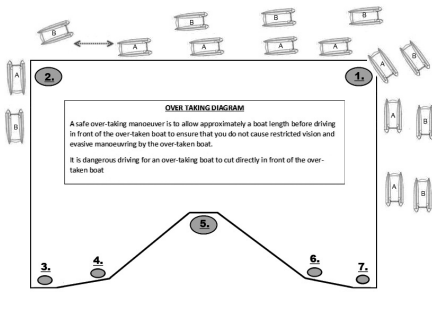 B
B
B
B
B
A
A
A
A
A
A
B
2.
1.
A
B
OVER TAKING DIAGRAM
A safe over-taking manoeuver is to allow approximately a boat length before driving
in front of the over-taken boat to ensure that you do not cause restricted vision and
evasive manoeuvring by the over-taken boat.
It is dangerous driving for an over-taking boat to cut directly in front of the over-
taken boat
A
B
A
B
5.
3.
4.
6.
7.